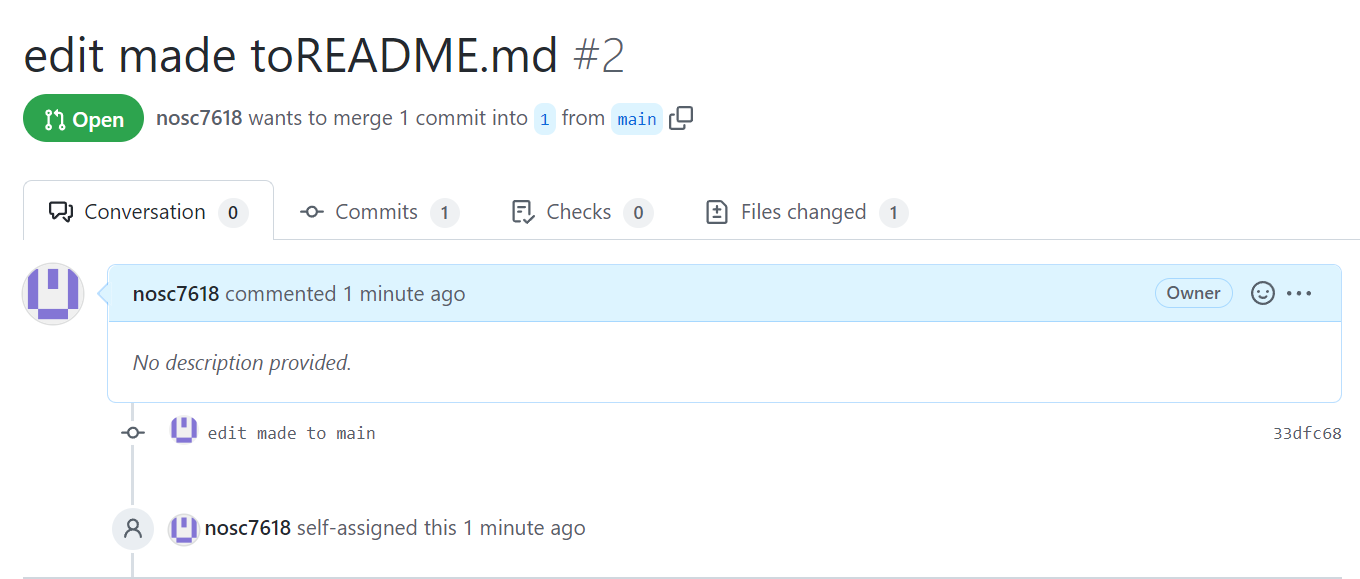 edit made toREADME.md #2
Open nosc7618 wants to merge 1 commit into 1 from main
Conversation 0 Commits 1 Checks 0 Files changed 1
nosc7618 commented 1 minute ago Owner
No description provided.
edit made to main 33dfc68
nosc7618 self-assigned this 1 minute ago